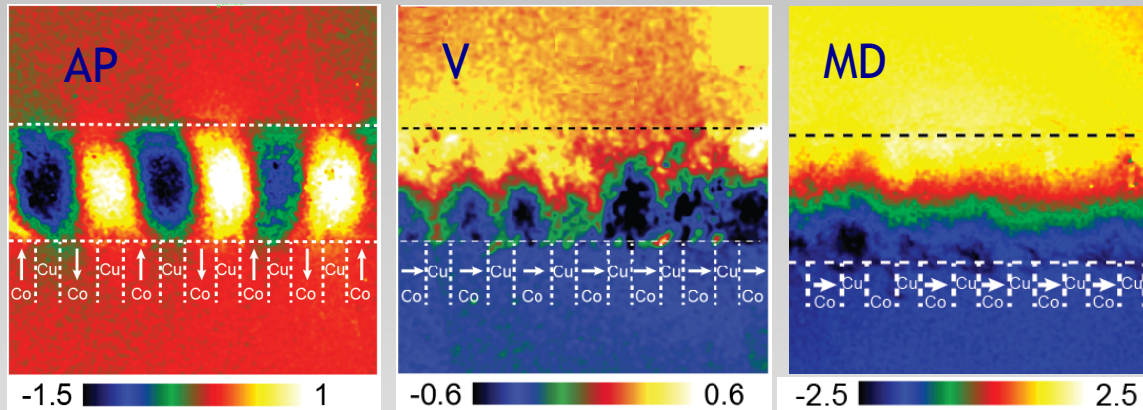 AP
Cu Cu Cu Cu Cu Cu
Co Co Co Co Co Co Co
-1.5 1
V
Cu Cu Cu Cu Cu Cu
Co Co Co Co Co Co Co
-0.6 0.6
MD
Cu Cu Cu Cu Cu Cu
Co Co Co Co Co Co
-2.5 2.5